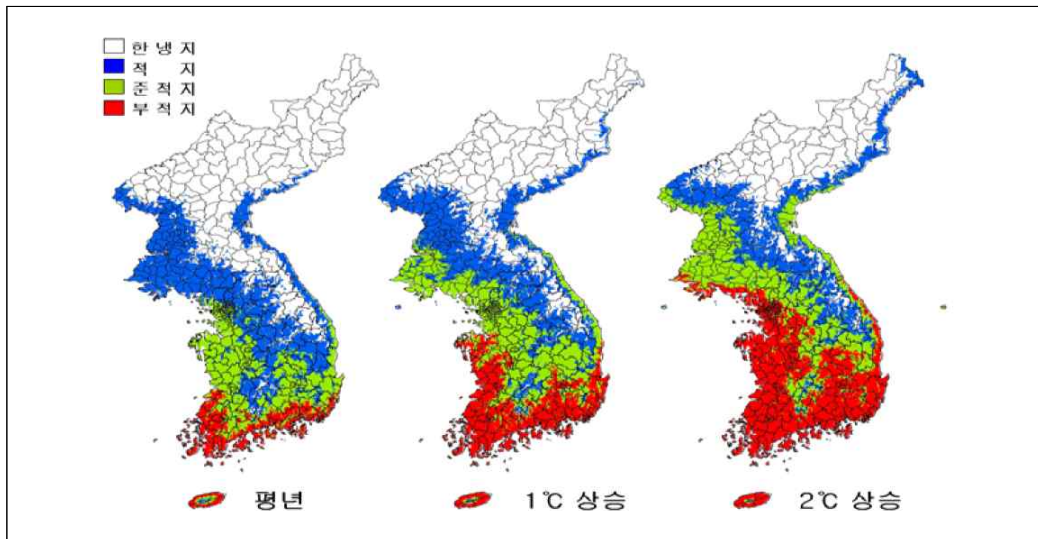 한 냉 지
적 지
준 적 지
부 적 지
평년
1℃ 상승
2℃ 상승